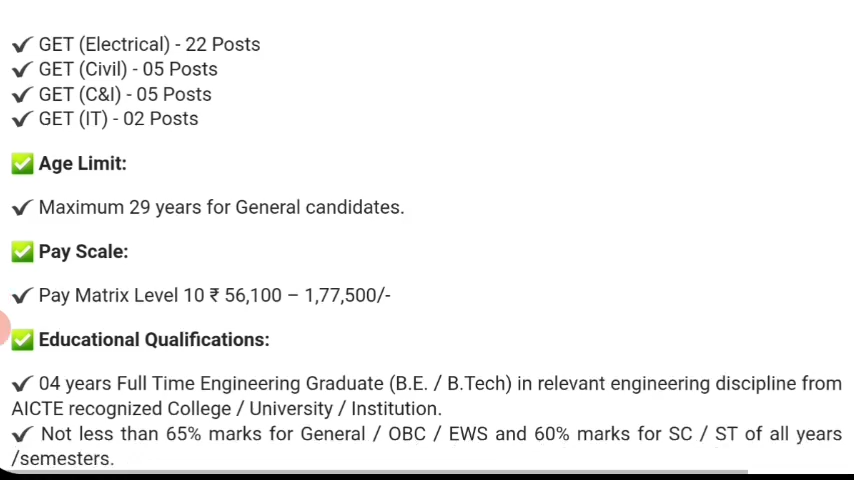 ✔ GET (Electrical) - 22 Posts
✔ GET (Civil) - 05 Posts
✔ GET (C&I) - 05 Posts
✔ GET (IT) - 02 Posts
✅ Age Limit:
✔ Maximum 29 years for General candidates.
✅ Pay Scale:
✔ Pay Matrix Level 10 ₹ 56,100 – 1,77,500/-
✅ Educational Qualifications:
✔ 04 years Full Time Engineering Graduate (B.E. / B.Tech) in relevant engineering discipline from
AICTE recognized College / University / Institution.
✔ Not less than 65% marks for General / OBC / EWS and 60% marks for SC / ST of all years
/semesters.